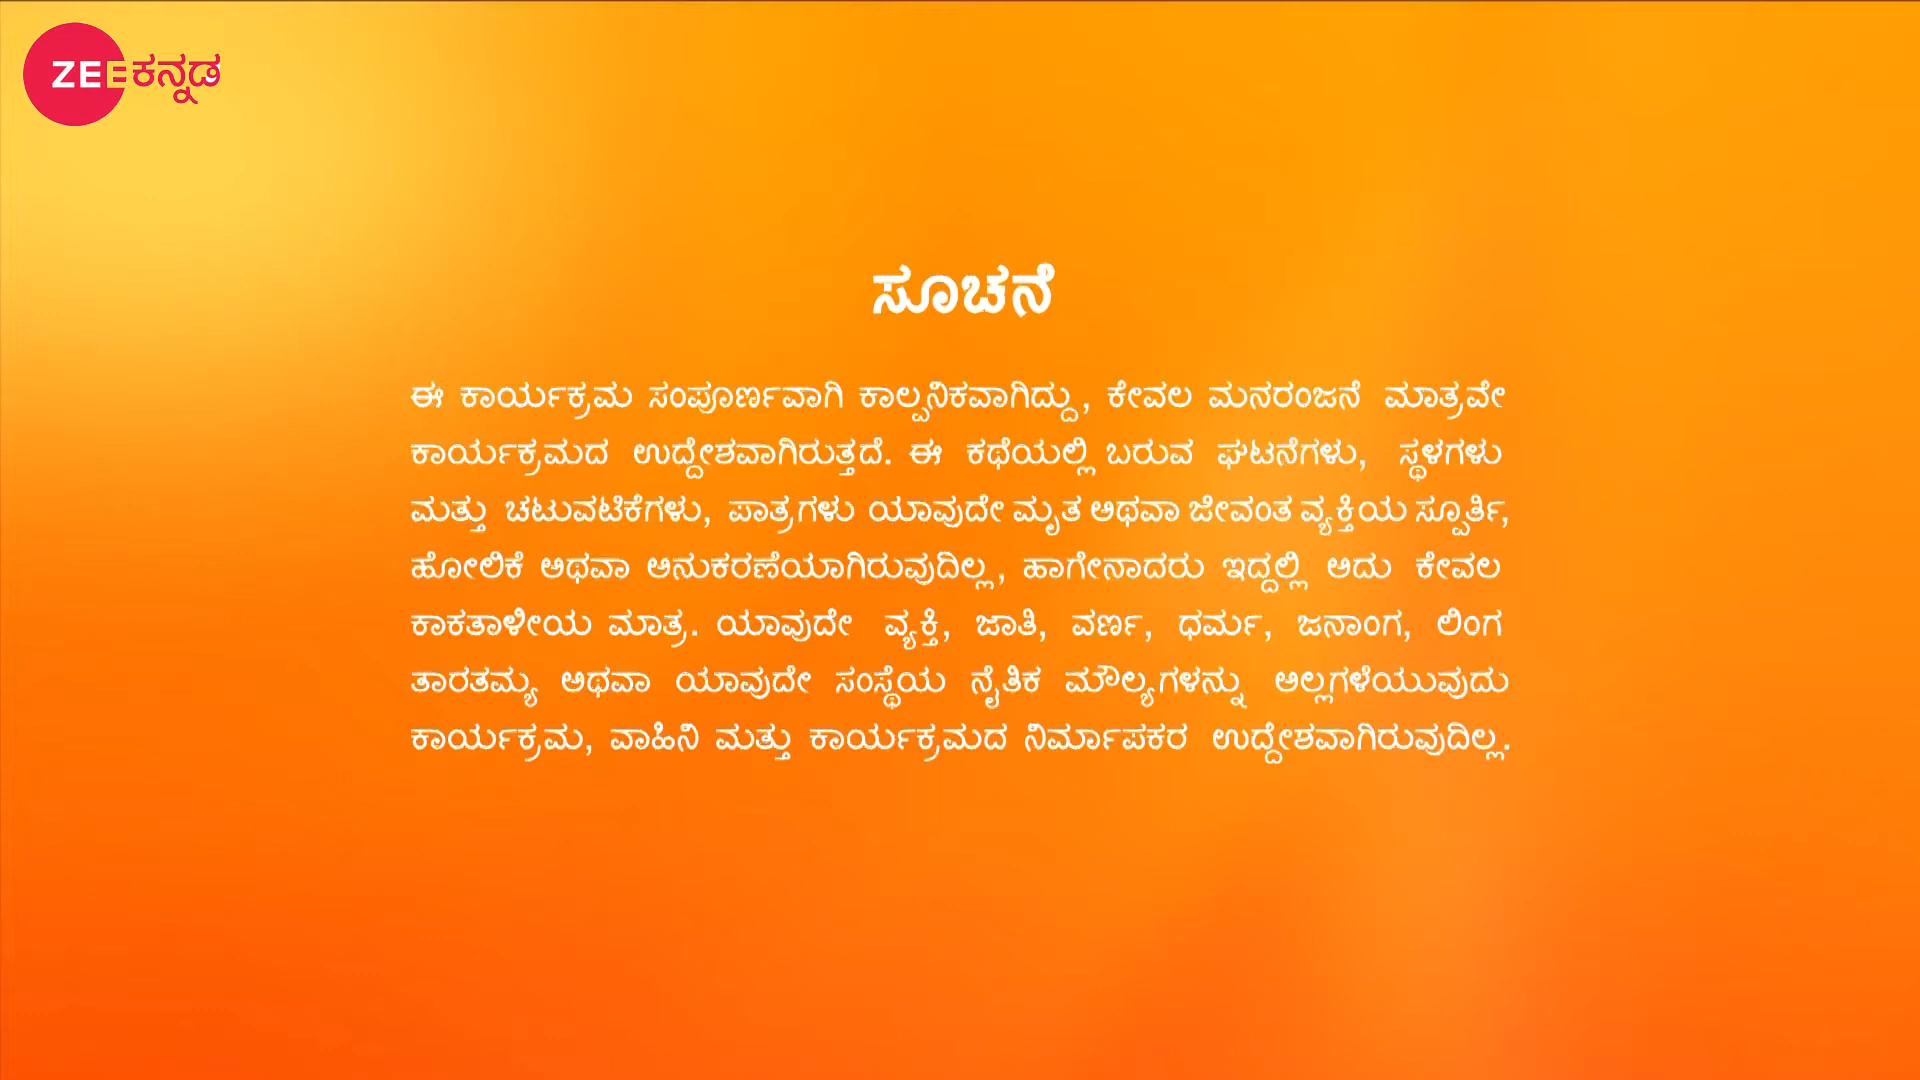 ZEEಕನ್ನಡ
ಸೂಚನೆ
ಈ ಕಾರ್ಯಕ್ರಮ ಸಂಪೂರ್ಣವಾಗಿ ಕಾಲ್ಪನಿಕವಾಗಿದ್ದು, ಕೇವಲ ಮನರಂಜನೆ ಮಾತ್ರವೇ
ಕಾರ್ಯಕ್ರಮದ ಉದ್ದೇಶವಾಗಿರುತ್ತದೆ. ಈ ಕಥೆಯಲ್ಲಿ ಬರುವ ಘಟನೆಗಳು, ಸ್ಥಳಗಳು
ಮತ್ತು ಚಟುವಟಿಕೆಗಳು, ಪಾತ್ರಗಳು ಯಾವುದೇ ಮೃತ ಅಥವಾ ಜೀವಂತ ವ್ಯಕ್ತಿಯ ಸ್ಪೂರ್ತಿ,
ಹೋಲಿಕೆ ಅಥವಾ ಅನುಕರಣೆಯಾಗಿರುವುದಿಲ್ಲ, ಹಾಗೇನಾದರು ಇದ್ದಲ್ಲಿ ಅದು ಕೇವಲ
ಕಾಕತಾಳೀಯ ಮಾತ್ರ. ಯಾವುದೇ ವ್ಯಕ್ತಿ, ಜಾತಿ, ವರ್ಣ, ಧರ್ಮ, ಜನಾಂಗ, ಲಿಂಗ
ತಾರತಮ್ಯ ಅಥವಾ ಯಾವುದೇ ಸಂಸ್ಥೆಯ ನೈತಿಕ ಮೌಲ್ಯಗಳನ್ನು ಅಲ್ಲಗಳೆಯುವುದು
ಕಾರ್ಯಕ್ರಮ, ವಾಹಿನಿ ಮತ್ತು ಕಾರ್ಯಕ್ರಮದ ನಿರ್ಮಾಪಕರ ಉದ್ದೇಶವಾಗಿರುವುದಿಲ್ಲ.